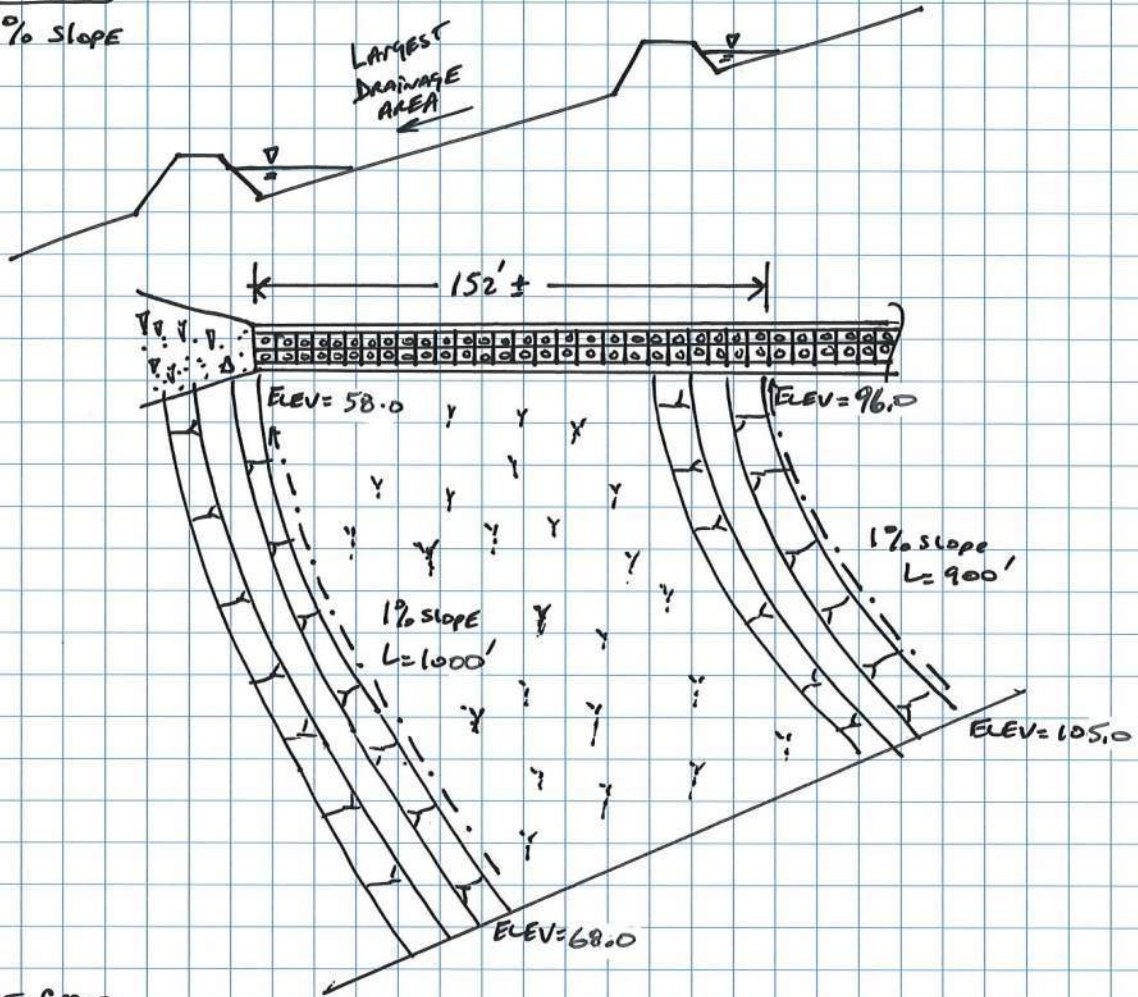 % SLOPE
LARGEST
DRAINAGE
AREA
152' ±
ELEV= 58.0
ELEV= 96.0
1% SLOPE
L= 900'
1% SLOPE
L= 1000'
ELEV= 105.0
ELEV= 68.0